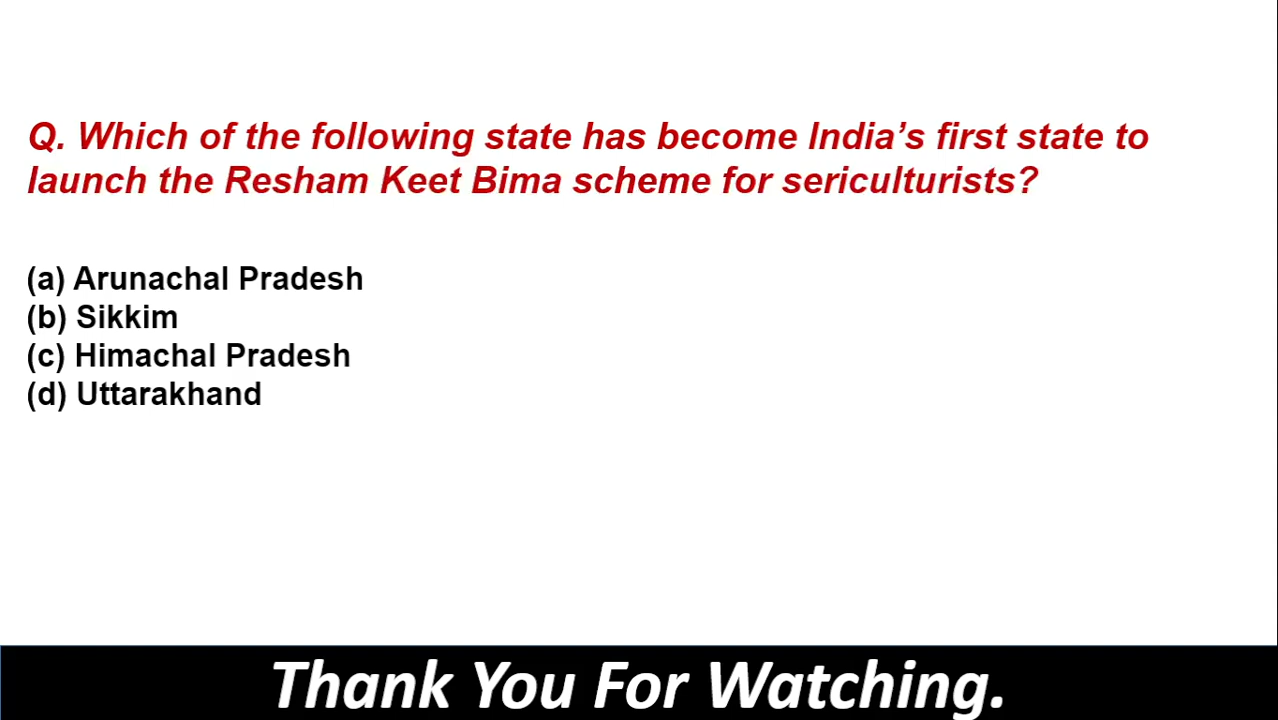 Q. Which of the following state has become India’s first state to
launch the Resham Keet Bima scheme for sericulturists?
(a) Arunachal Pradesh
(b) Sikkim
(c) Himachal Pradesh
(d) Uttarakhand
Thank You For Watching.